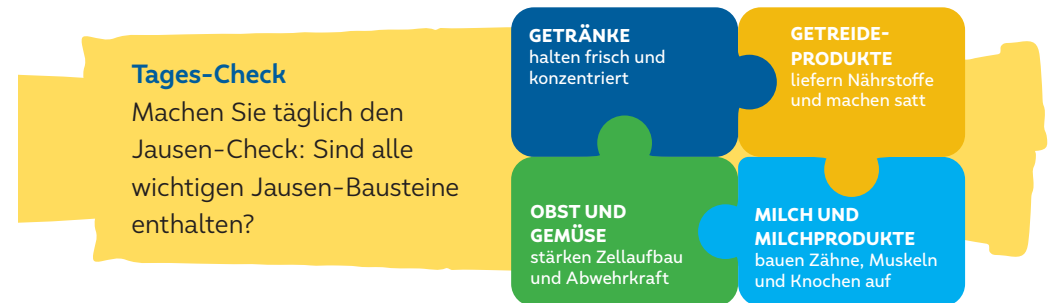 Tages-Check
Machen Sie täglich den
Jausen-Check: Sind alle
wichtigen Jausen-Bausteine
enthalten?
GETRÄNKE
halten frisch und
konzentriert
GETREIDE-
PRODUKTE
liefern Nährstoffe
und machen satt
OBST UND
GEMÜSE
stärken Zellaufbau
und Abwehrkraft
MILCH UND
MILCHPRODUKTE
bauen Zähne, Muskeln
und Knochen auf